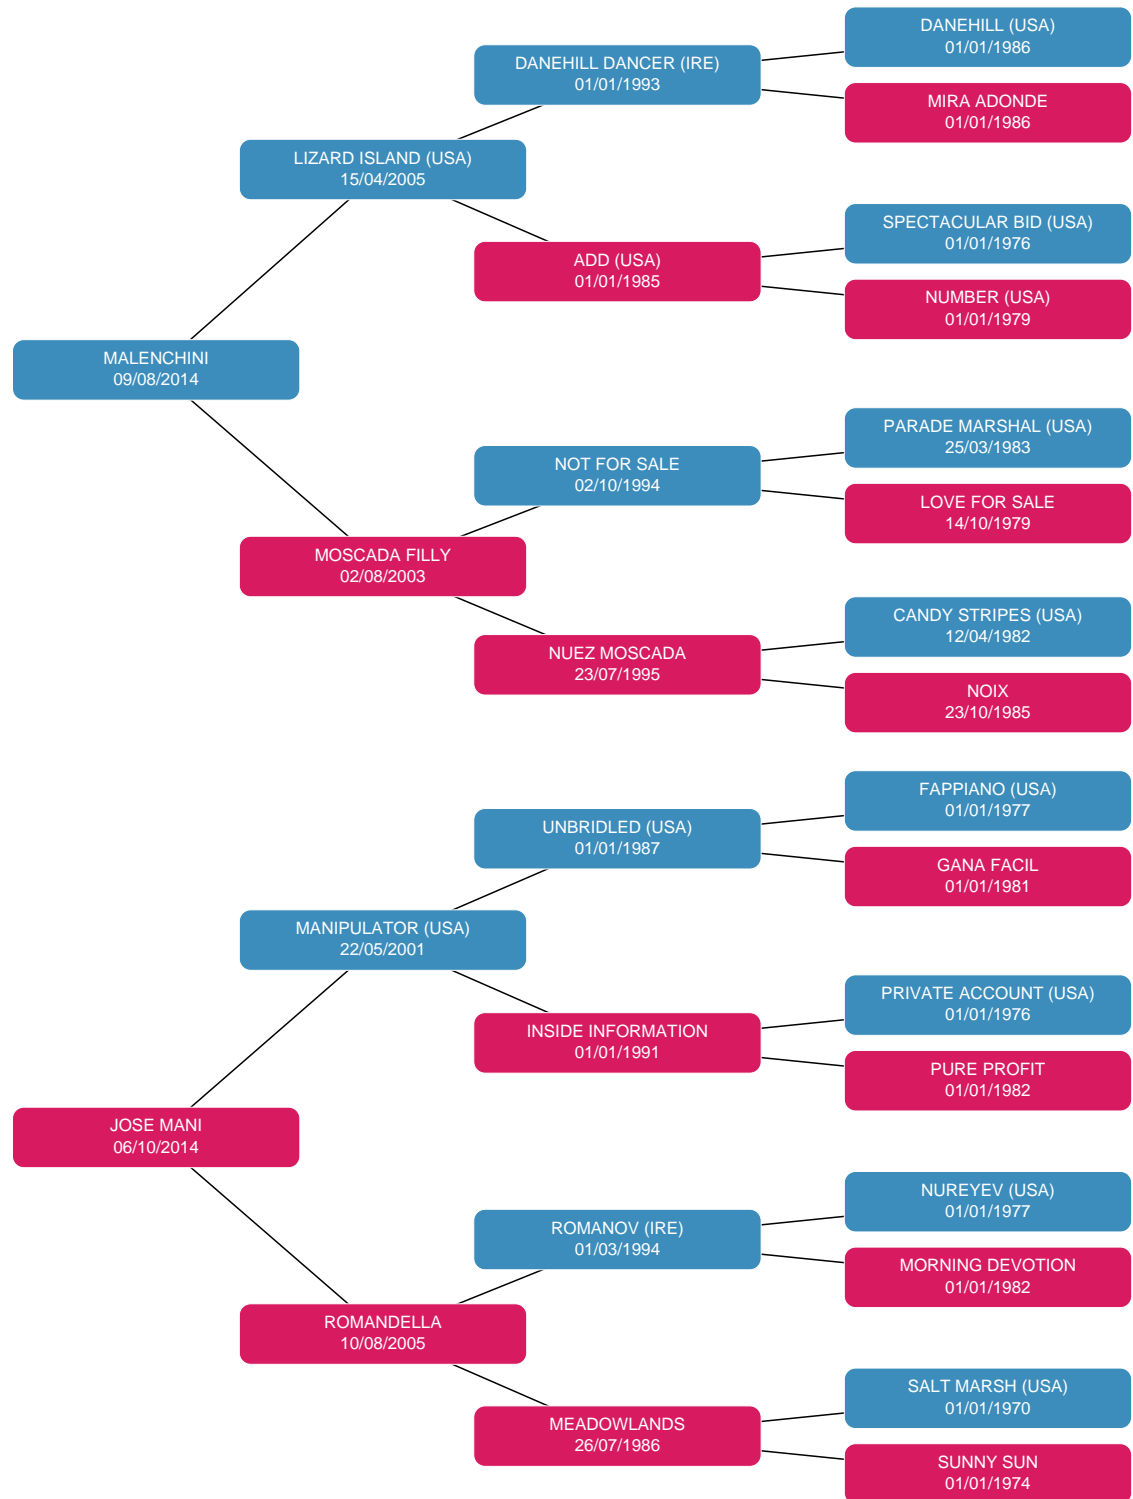 DANEHILL (USA)
01/01/1986
DANEHILL DANCER (IRE)
01/01/1993
MIRA ADONDE
01/01/1986
LIZARD ISLAND (USA)
15/04/2005
SPECTACULAR BID (USA)
01/01/1976
ADD (USA)
01/01/1985
NUMBER (USA)
01/01/1979
MALENCHINI
09/08/2014
PARADE MARSHAL (USA)
25/03/1983
NOT FOR SALE
02/10/1994
LOVE FOR SALE
14/10/1979
MOSCADA FILLY
02/08/2003
CANDY STRIPES (USA)
12/04/1982
NUEZ MOSCADA
23/07/1995
NOIX
23/10/1985
FAPPIANO (USA)
01/01/1977
UNBRIDLED (USA)
01/01/1987
GANA FACIL
01/01/1981
MANIPULATOR (USA)
22/05/2001
PRIVATE ACCOUNT (USA)
01/01/1976
INSIDE INFORMATION
01/01/1991
PURE PROFIT
01/01/1982
JOSE MANI
06/10/2014
NUREYEV (USA)
01/01/1977
ROMANOV (IRE)
01/03/1994
MORNING DEVOTION
01/01/1982
ROMANDELLA
10/08/2005
SALT MARSH (USA)
01/01/1970
MEADOWLANDS
26/07/1986
SUNNY SUN
01/01/1974